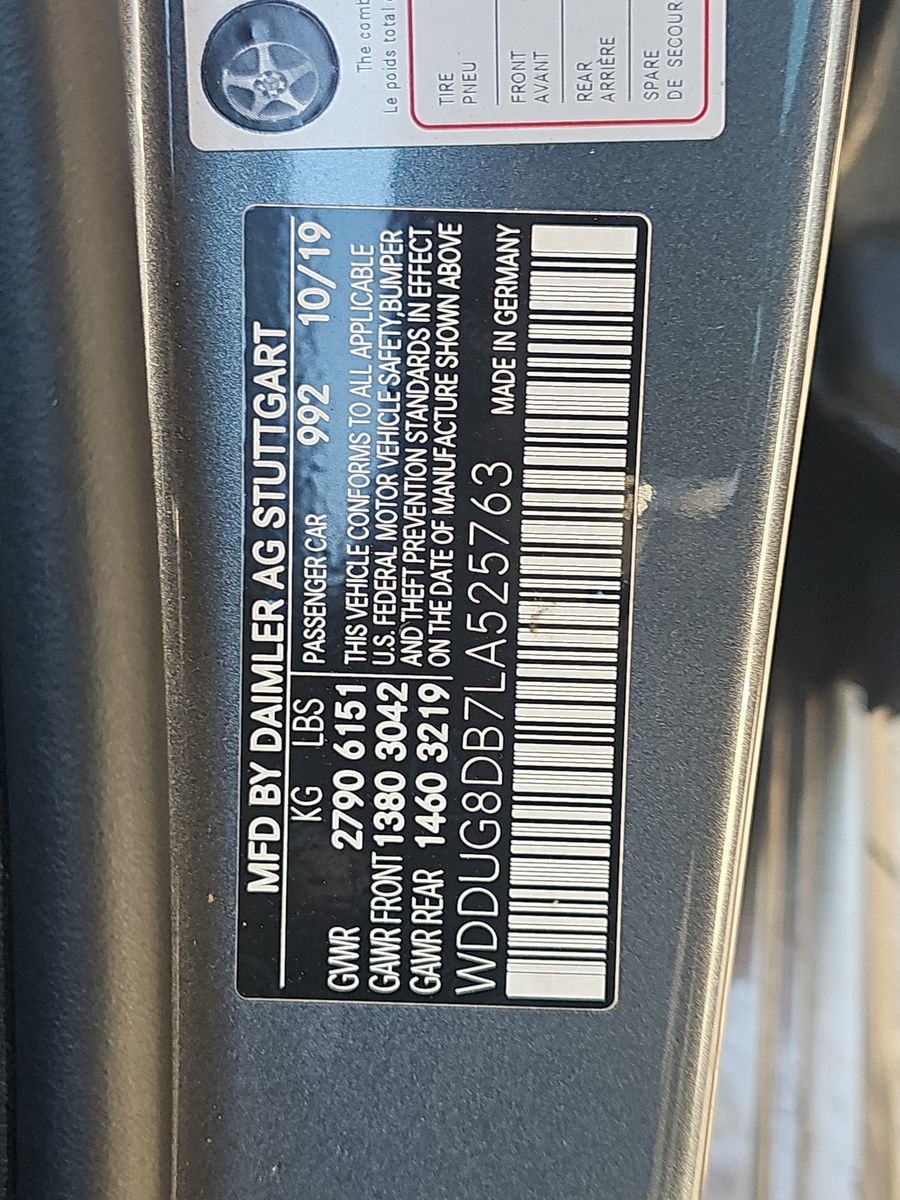 MFD BY DAIMLER AG STUTTGART
KG LBS
GVWR 2790 6151
GAWR FRONT 1380 3042
GAWR REAR 1460 3219
PASSENGER CAR 992 10/19
THIS VEHICLE CONFORMS TO ALL APPLICABLE
U.S. FEDERAL MOTOR VEHICLE SAFETY,BUMPER
AND THEFT PREVENTION STANDARDS IN EFFECT
ON THE DATE OF MANUFACTURE SHOWN ABOVE
WDDUG8DB7LA525763 MADE IN GERMANY
The comb
Le poids total
TIRE
PNEU
FRONT
AVANT
REAR
ARRIÈRE
SPARE
DE SECOUR